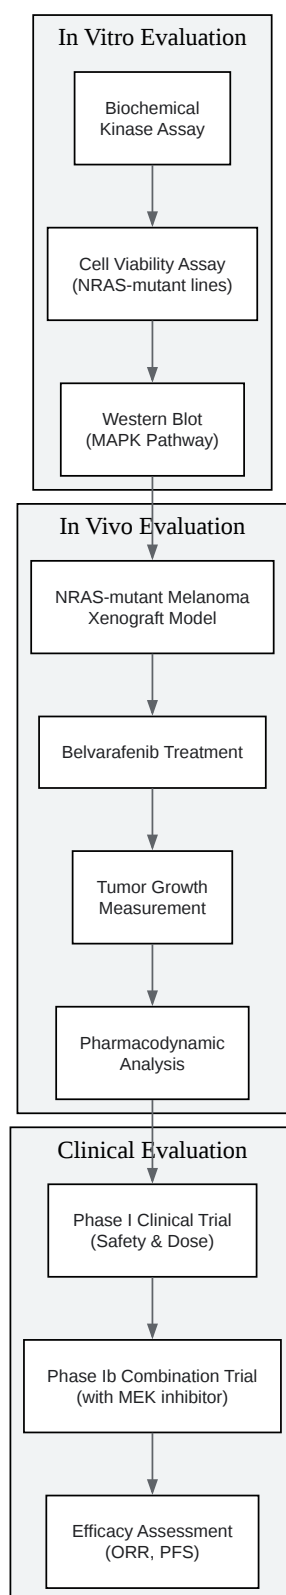 In Vitro Evaluation
Biochemical
Kinase Assay
Cell Viability Assay
(NRAS-mutant lines)
Western Blot
(MAPK Pathway)
In Vivo Evaluation
NRAS-mutant Melanoma
Xenograft Model
Belvarafenib Treatment
Tumor Growth
Measurement
Pharmacodynamic
Analysis
Clinical Evaluation
Phase I Clinical Trial
(Safety & Dose)
Phase Ib Combination Trial
(with MEK inhibitor)
Efficacy Assessment
(ORR, PFS)